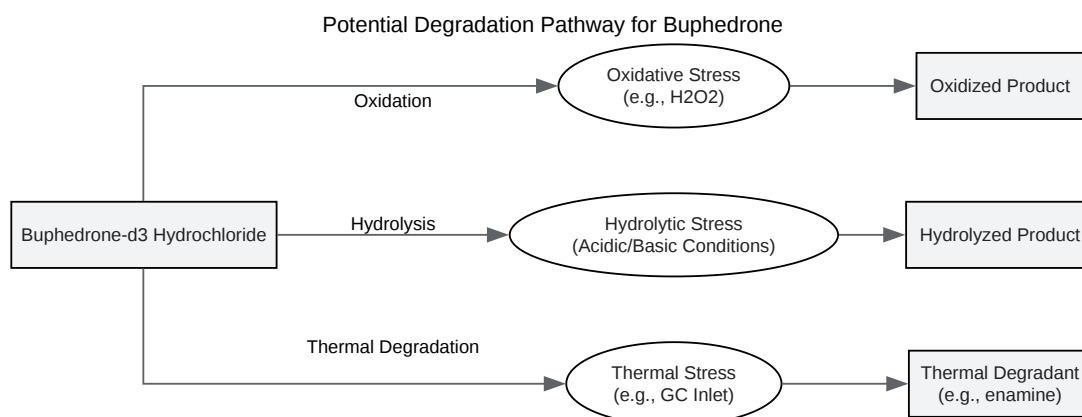 Potential Degradation Pathway for Buphedrone
Oxidative Stress
(e.g., H2O2)
Oxidized Product
Oxidation
Buphedrone-d3 Hydrochloride
Hydrolysis
Hydrolytic Stress
(Acidic/Basic Conditions)
Hydrolyzed Product
Thermal Degradation
Thermal Stress
(e.g., GC Inlet)
Thermal Degradant
(e.g., enamine)